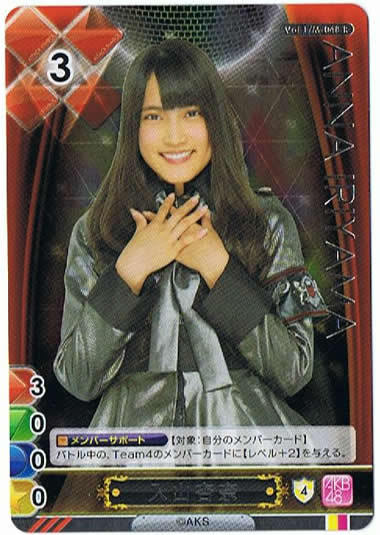 3
Vol.1/M-048 R
ANNA IRIYAMA
3
0
0
0
メンバーサポート 【対象:自分のメンバーカード】
バトル中の、Team4のメンバーカードに【レベル+2】を与える。
入山杏奈
4
AKB
48
©AKS